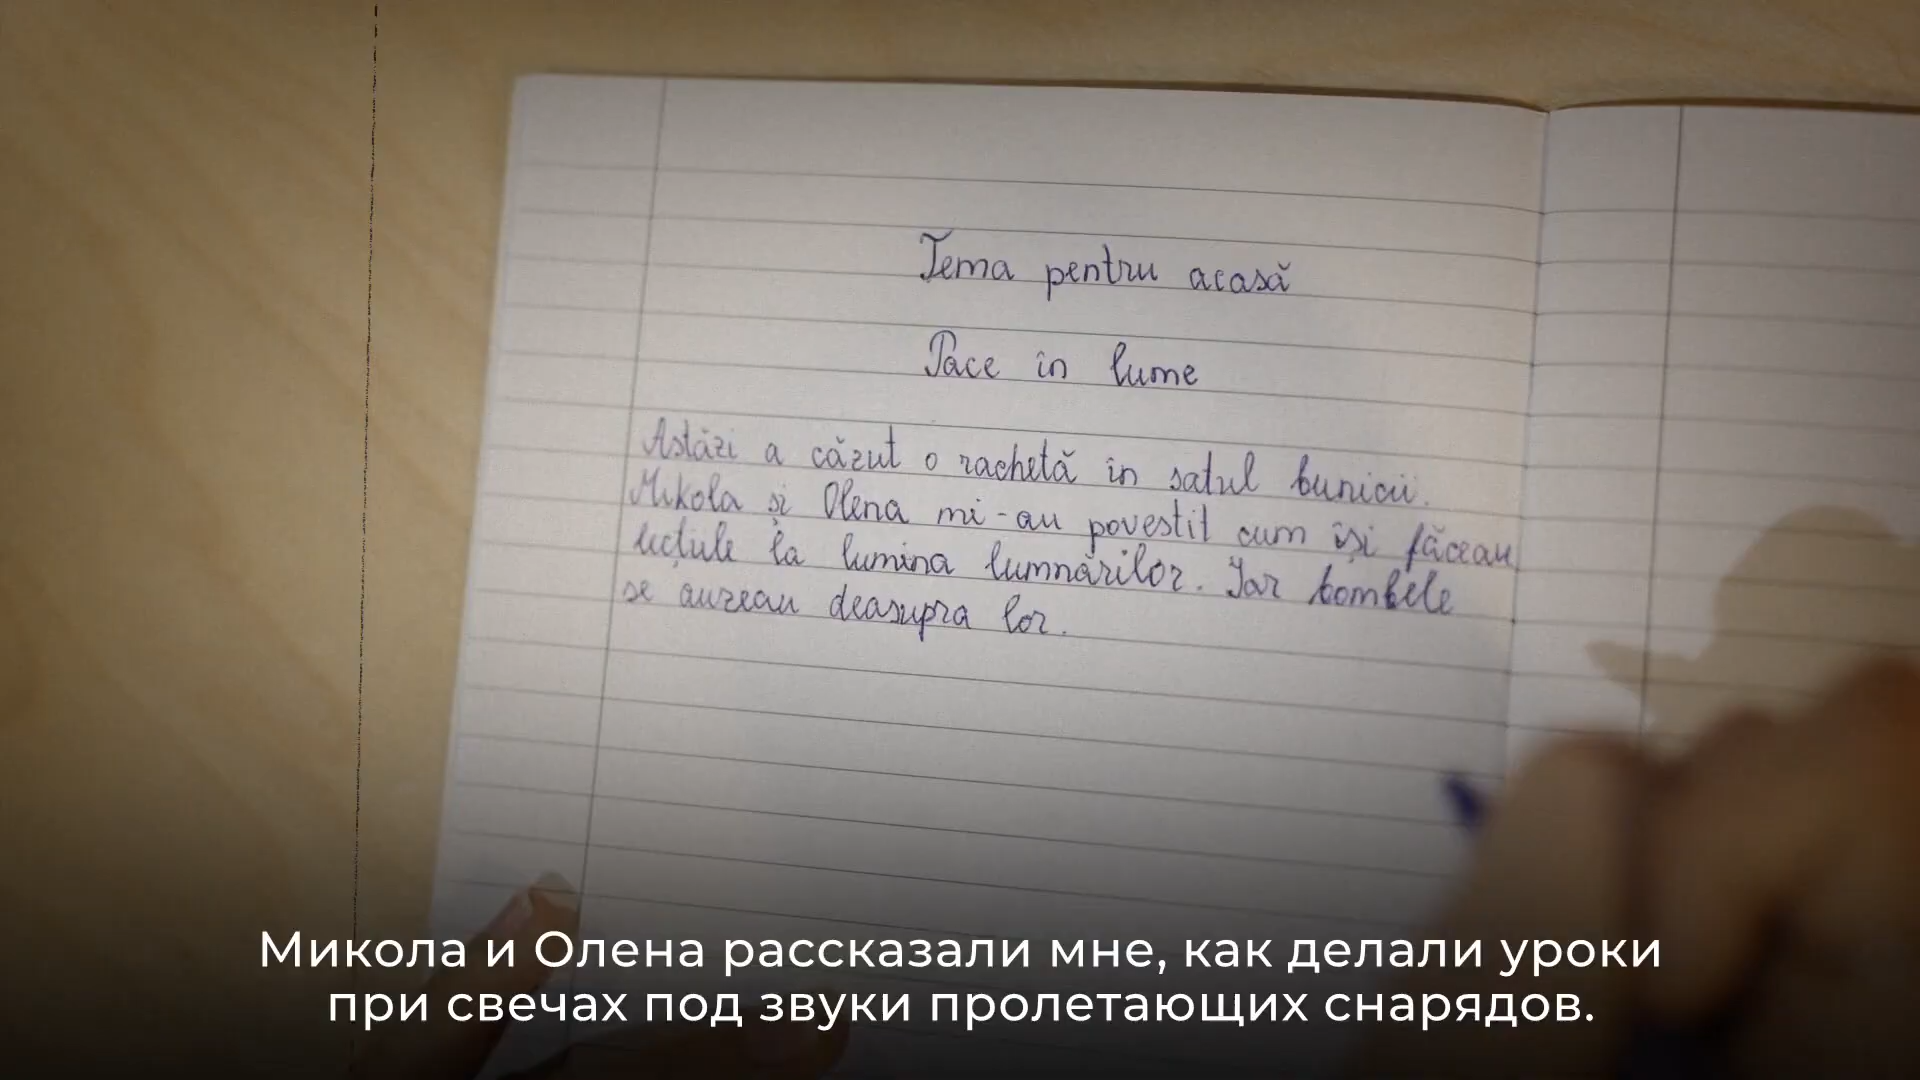 Tema pentru acasă
Pace in lume
Astăzi a căzut o rachetă în satul bunicii.
Mikola și Olena mi-au povestit cum își făceau
lecțiile la lumina lumnărilor. Iar bombele
se auzeau deasupra lor.
Микола и Олена рассказали мне, как делали уроки
при свечах под звуки пролетающих снарядов.